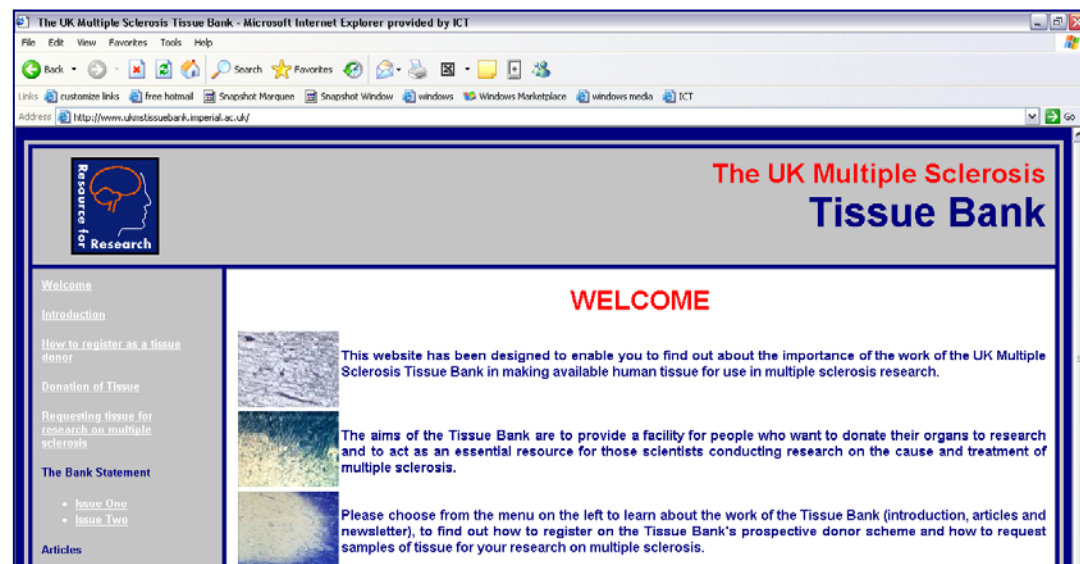 The UK Multiple Sclerosis Tissue Bank - Microsoft Internet Explorer provided by ICT
File Edit View Favorites Tools Help
Back Search Favorites
Links customize links free hotmail Snapshot Marquee Snapshot Window windows Windows Marketplace windows media ICT
Address http://www.ukmstissuebank.imperial.ac.uk/ Go
Resource for Research
The UK Multiple Sclerosis
Tissue Bank
Welcome
Introduction
How to register as a tissue
donor
Donation of Tissue
Requesting tissue for
research on multiple
sclerosis
The Bank Statement
Issue One
Issue Two
Articles
WELCOME
This website has been designed to enable you to find out about the importance of the work of the UK Multiple
Sclerosis Tissue Bank in making available human tissue for use in multiple sclerosis research.
The aims of the Tissue Bank are to provide a facility for people who want to donate their organs to research
and to act as an essential resource for those scientists conducting research on the cause and treatment of
multiple sclerosis.
Please choose from the menu on the left to learn about the work of the Tissue Bank (introduction, articles and
newsletter), to find out how to register on the Tissue Bank's prospective donor scheme and how to request
samples of tissue for your research on multiple sclerosis.